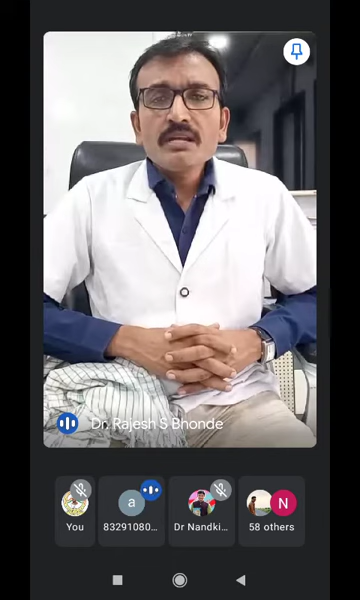 Dr. Rajesh S Bhonde
You
a
83291080...
Dr Nandki...
N
58 others